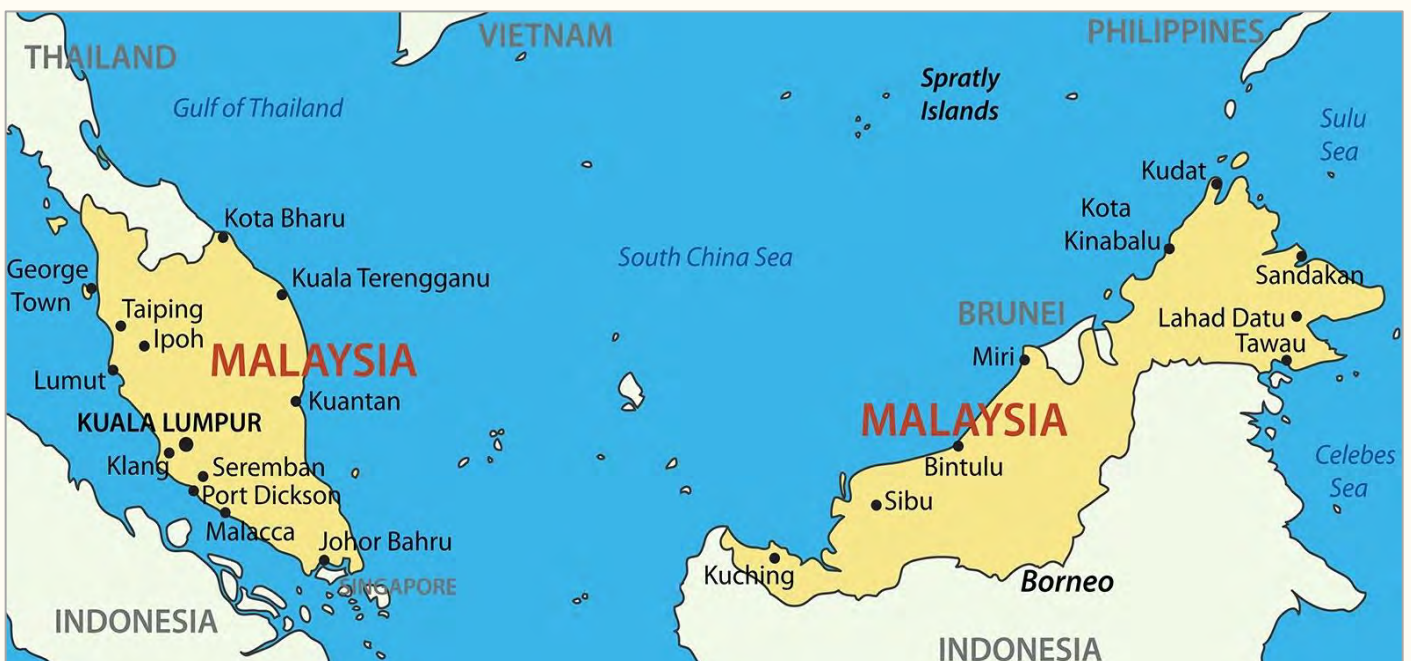 THAILAND
VIETNAM
PHILIPPINES
Gulf of Thailand
Spratly
Islands
Sulu
Sea
Kudat
Kota Bharu
Kota
Kinabalu
South China Sea
George
Town
Kuala Terengganu
Sandakan
Taiping
BRUNEI
Lahad Datu
Ipoh
Tawau
MALAYSIA
Miri
Lumut
Kuantan
KUALA LUMPUR
MALAYSIA
Klang
Seremban
Bintulu
Celebes
Sea
Port Dickson
Sibu
Malacca
Johor Bahru
Kuching
Borneo
SINGAPORE
INDONESIA
INDONESIA